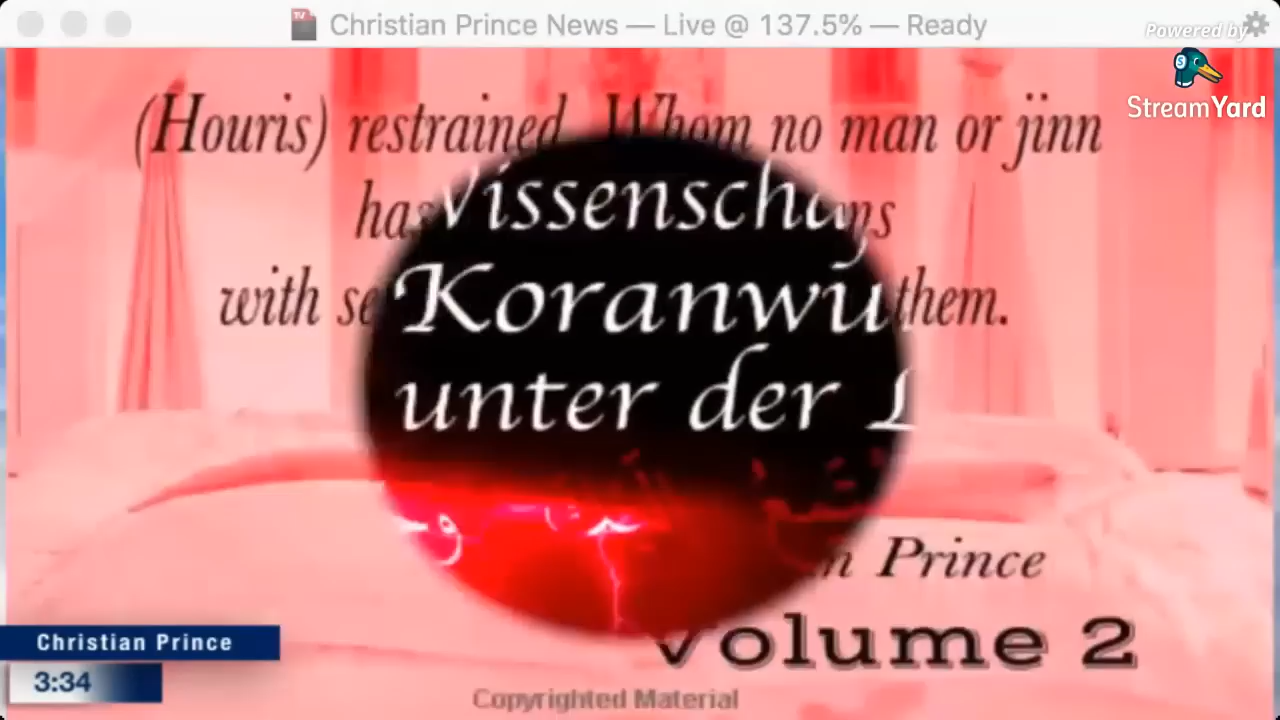 Christian Prince News — Live @ 137.5% — Ready
Powered by
StreamYard
(Houris) restrained Whom no man or jinn
has
with them.
Koranwu
unter der
Prince
Volume 2
Christian Prince
3:34
Copyrighted Material